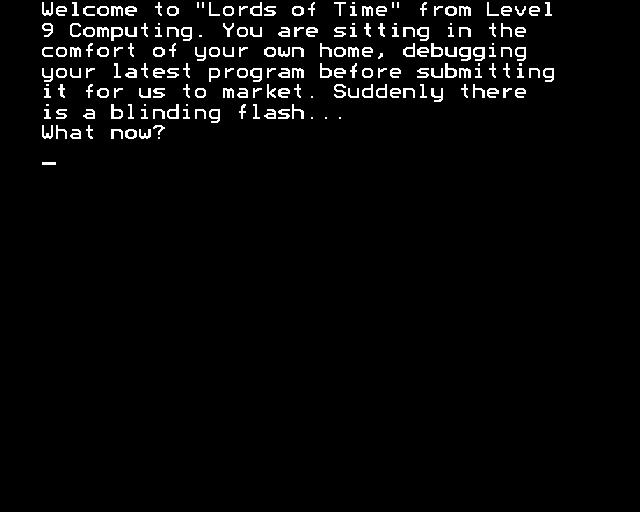 Welcome to "Lords of Time" from Level
9 Computing. You are sitting in the
comfort of your own home, debugging
your latest program before submitting
it for us to market. Suddenly there
is a blinding flash...
What now?